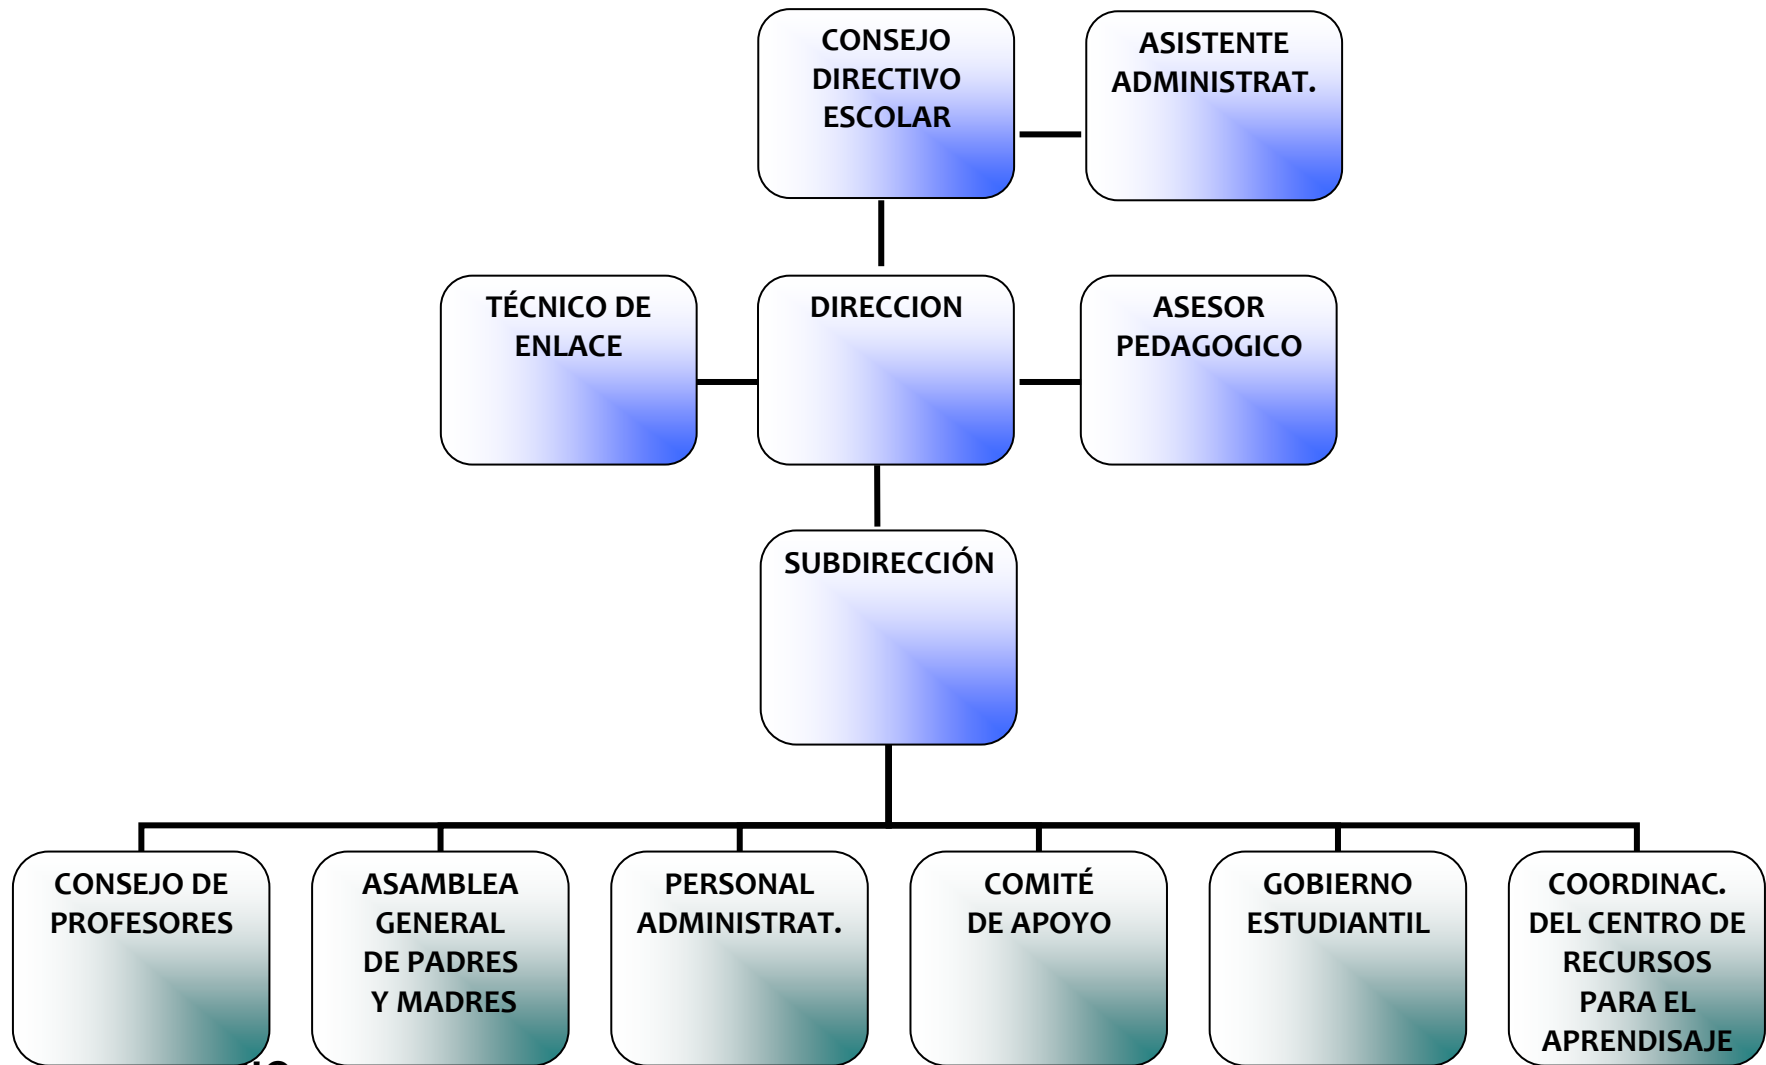 CONSEJO
DIRECTIVO
ESCOLAR
ASISTENTE
ADMINISTRAT.
TÉCNICO DE
ENLACE
DIRECCION
ASESOR
PEDAGOGICO
SUBDIRECCIÓN
CONSEJO DE
PROFESORES
ASAMBLEA
GENERAL
DE PADRES
Y MADRES
PERSONAL
ADMINISTRAT.
COMITÉ
DE APOYO
GOBIERNO
ESTUDIANTIL
COORDINAC.
DEL CENTRO DE
RECURSOS
PARA EL
APRENDISAJE